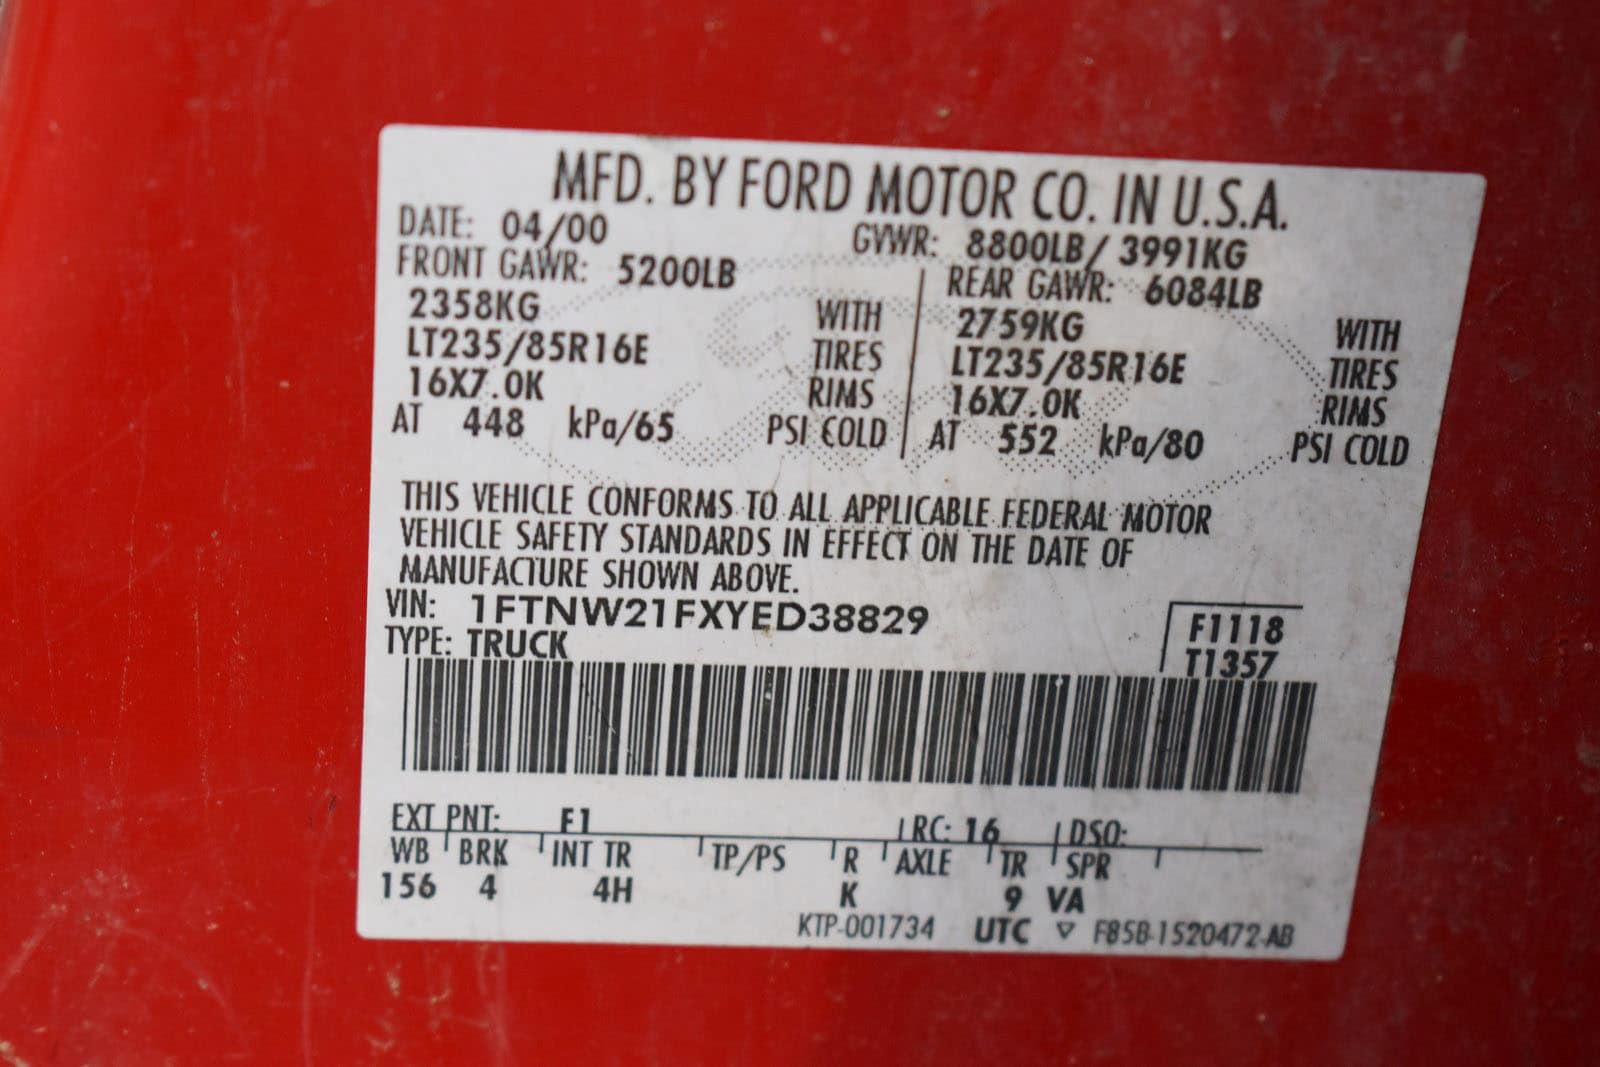 MFD. BY FORD MOTOR CO. IN U.S.A.
DATE: 04/00 GVWR: 8800LB/ 3991KG
FRONT GAWR: 5200LB REAR GAWR: 6084LB
2358KG WITH 2759KG WITH
LT235/85R16E TIRES LT235/85R16E TIRES
16X7.0K RIMS 16X7.0K RIMS
AT 448 kPa/65 PSI COLD AT 552 kPa/80 PSI COLD
THIS VEHICLE CONFORMS TO ALL APPLICABLE FEDERAL MOTOR
VEHICLE SAFETY STANDARDS IN EFFECT ON THE DATE OF
MANUFACTURE SHOWN ABOVE.
VIN: 1FTNW21FXYED38829 F1118
TYPE: TRUCK T1357
EXT PNT: F1 RC: 16 DSO:
WB BRK INT TR TP/PS R AXLE TR SPR
156 4 4H K 9 VA
KTP-001734 UTC ▽ F85B-1520472-AB